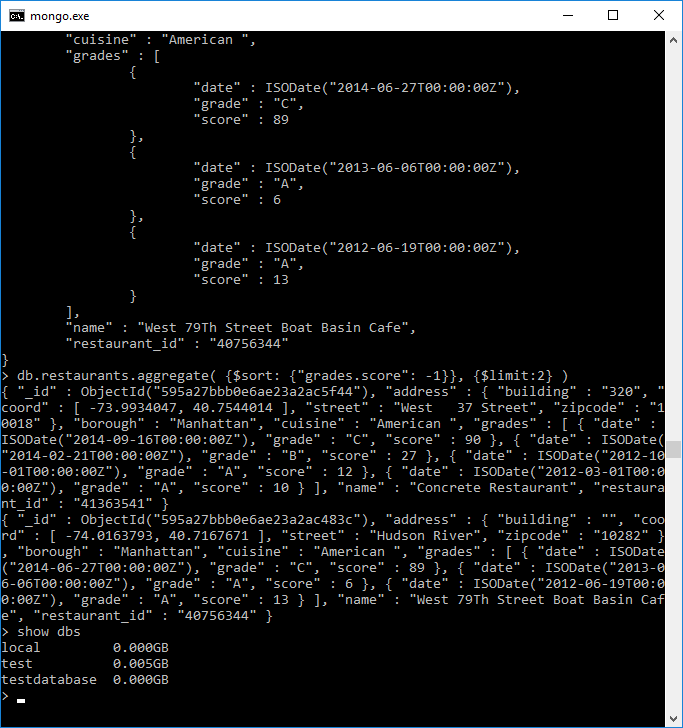 mongo.exe
"cuisine" : "American ",
"grades" : [
{
"date" : ISODate("2014-06-27T00:00:00Z"),
"grade" : "C",
"score" : 89
},
{
"date" : ISODate("2013-06-06T00:00:00Z"),
"grade" : "A",
"score" : 6
},
{
"date" : ISODate("2012-06-19T00:00:00Z"),
"grade" : "A",
"score" : 13
}
],
"name" : "West 79Th Street Boat Basin Cafe",
"restaurant_id" : "40756344"
}
> db.restaurants.aggregate( {$sort: {"grades.score": -1}}, {$limit:2} )
{ "_id" : ObjectId("595a27bbb0e6ae23a2ac5f44"), "address" : { "building" : "320", "
coord" : [ -73.9934047, 40.7544014 ], "street" : "West   37 Street", "zipcode" : "1
0018" }, "borough" : "Manhattan", "cuisine" : "American ", "grades" : [ { "date" :
ISODate("2014-09-16T00:00:00Z"), "grade" : "C", "score" : 90 }, { "date" : ISODate(
"2014-02-21T00:00:00Z"), "grade" : "B", "score" : 27 }, { "date" : ISODate("2012-10
-01T00:00:00Z"), "grade" : "A", "score" : 12 }, { "date" : ISODate("2012-03-01T00:0
0:00Z"), "grade" : "A", "score" : 10 } ], "name" : "Concrete Restaurant", "restaura
nt_id" : "41363541" }
{ "_id" : ObjectId("595a27bbb0e6ae23a2ac483c"), "address" : { "building" : "", "coo
rd" : [ -74.0163793, 40.7167671 ], "street" : "Hudson River", "zipcode" : "10282" }
, "borough" : "Manhattan", "cuisine" : "American ", "grades" : [ { "date" : ISODate
("2014-06-27T00:00:00Z"), "grade" : "C", "score" : 89 }, { "date" : ISODate("2013-0
6-06T00:00:00Z"), "grade" : "A", "score" : 6 }, { "date" : ISODate("2012-06-19T00:0
0:00Z"), "grade" : "A", "score" : 13 } ], "name" : "West 79Th Street Boat Basin Caf
e", "restaurant_id" : "40756344" }
> show dbs
local         0.000GB
test          0.005GB
testdatabase  0.000GB
>